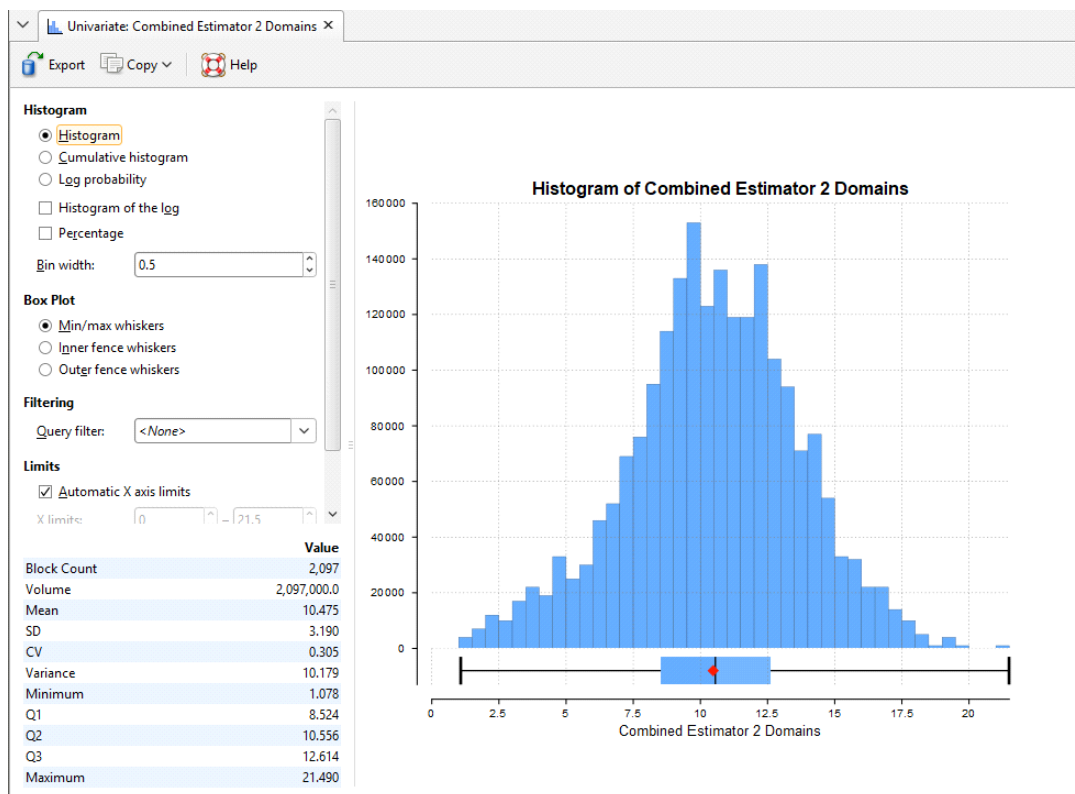 Univariate: Combined Estimator 2 Domains ×
Export Copy Help
Histogram
Histogram
Cumulative histogram
Log probability
Histogram of the log
Percentage
Bin width: 0.5
Box Plot
Min/max whiskers
Inner fence whiskers
Outer fence whiskers
Filtering
Query filter: <None>
Limits
Automatic X axis limits
X limits: 0 – 21.5
Value
Block Count 2,097
Volume 2,097,000.0
Mean 10.475
SD 3.190
CV 0.305
Variance 10.179
Minimum 1.078
Q1 8.524
Q2 10.556
Q3 12.614
Maximum 21.490
Histogram of Combined Estimator 2 Domains
160000
140000
120000
100000
80000
60000
40000
20000
0
0 2.5 5 7.5 10 12.5 15 17.5 20
Combined Estimator 2 Domains